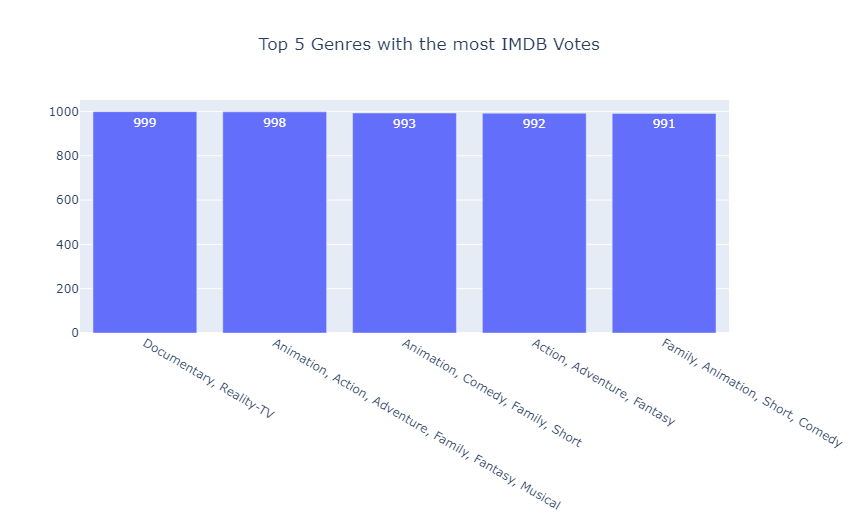 Top 5 Genres with the most IMDB Votes
1000
800
600
400
200
0
999
998
993
992
991
Documentary, Reality-TV
Animation, Action, Adventure, Family, Fantasy, Musical
Animation, Comedy, Family, Short
Action, Adventure, Fantasy
Family, Animation, Short, Comedy